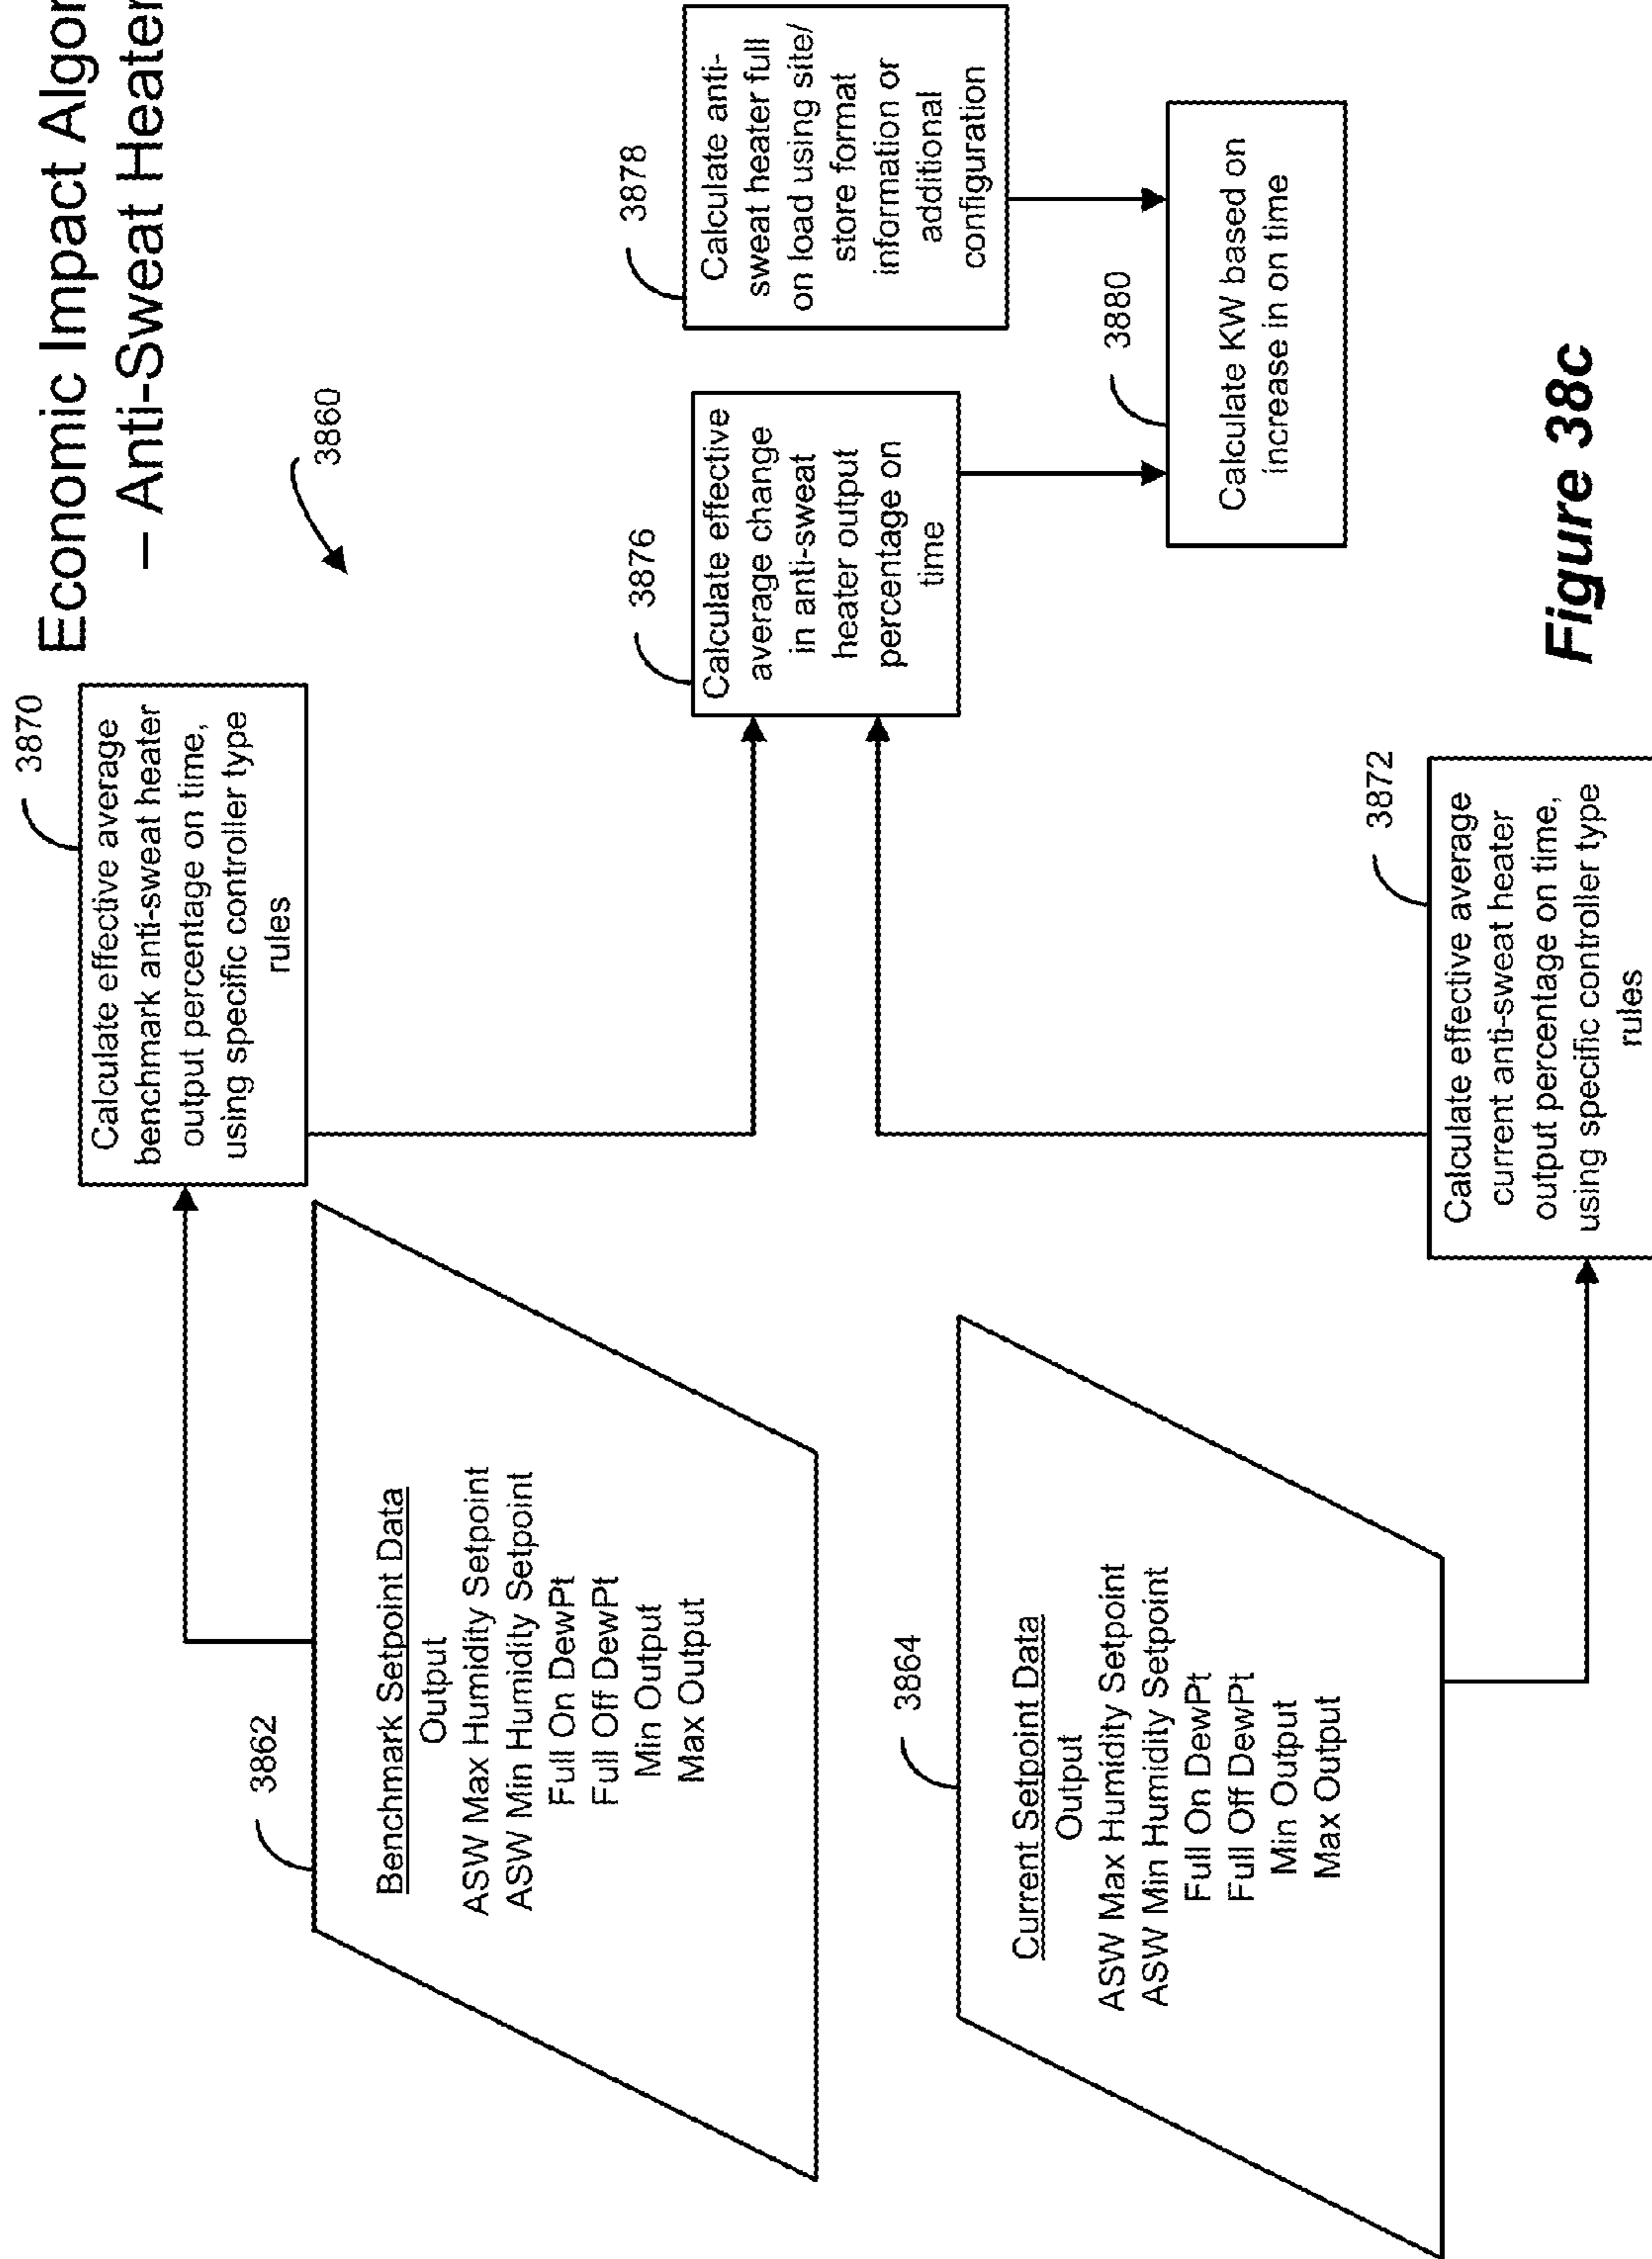 Economic Impact Algor
– Anti-Sweat Heater
3860
3862
Benchmark Setpoint Data
Output
ASW Max Humidity Setpoint
ASW Min Humidity Setpoint
Full On DewPt
Full Off DewPt
Min Output
Max Output
3870
Calculate effective average
benchmark anti-sweat heater
output percentage on time,
using specific controller type
rules
3864
Current Setpoint Data
Output
ASW Max Humidity Setpoint
ASW Min Humidity Setpoint
Full On DewPt
Full Off DewPt
Min Output
Max Output
3872
Calculate effective average
current anti-sweat heater
output percentage on time,
using specific controller type
rules
3876
Calculate effective
average change
in anti-sweat
heater output
percentage on
time
3878
Calculate anti-
sweat heater full
on load using site/
store format
information or
additional
configuration
3880
Calculate KW based on
increase in on time
Figure 38c